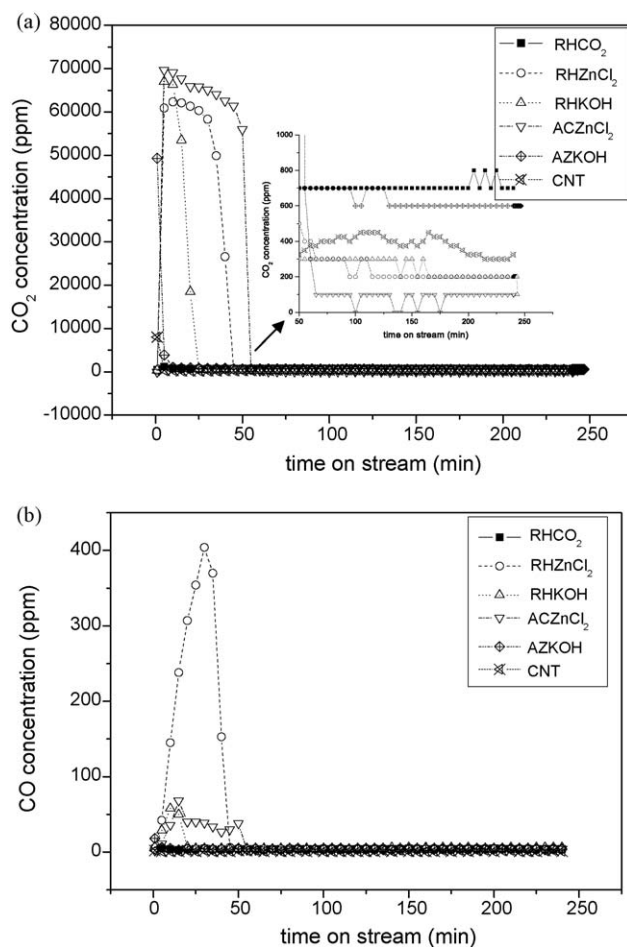 (a)
RHCO₂
RHZnCl₂
RHKOH
ACZnCl₂
AZKOH
CNT
80000
70000
60000
50000
40000
30000
20000
10000
0
-10000
CO₂ concentration (ppm)
1000
800
600
400
200
0
CO₂ concentration (ppm)
50 100 150 200 250
time on stream (min)
0 50 100 150 200 250
time on stream (min)
(b)
RHCO₂
RHZnCl₂
RHKOH
ACZnCl₂
AZKOH
CNT
400
300
200
100
0
CO concentration (ppm)
0 50 100 150 200 250
time on stream (min)